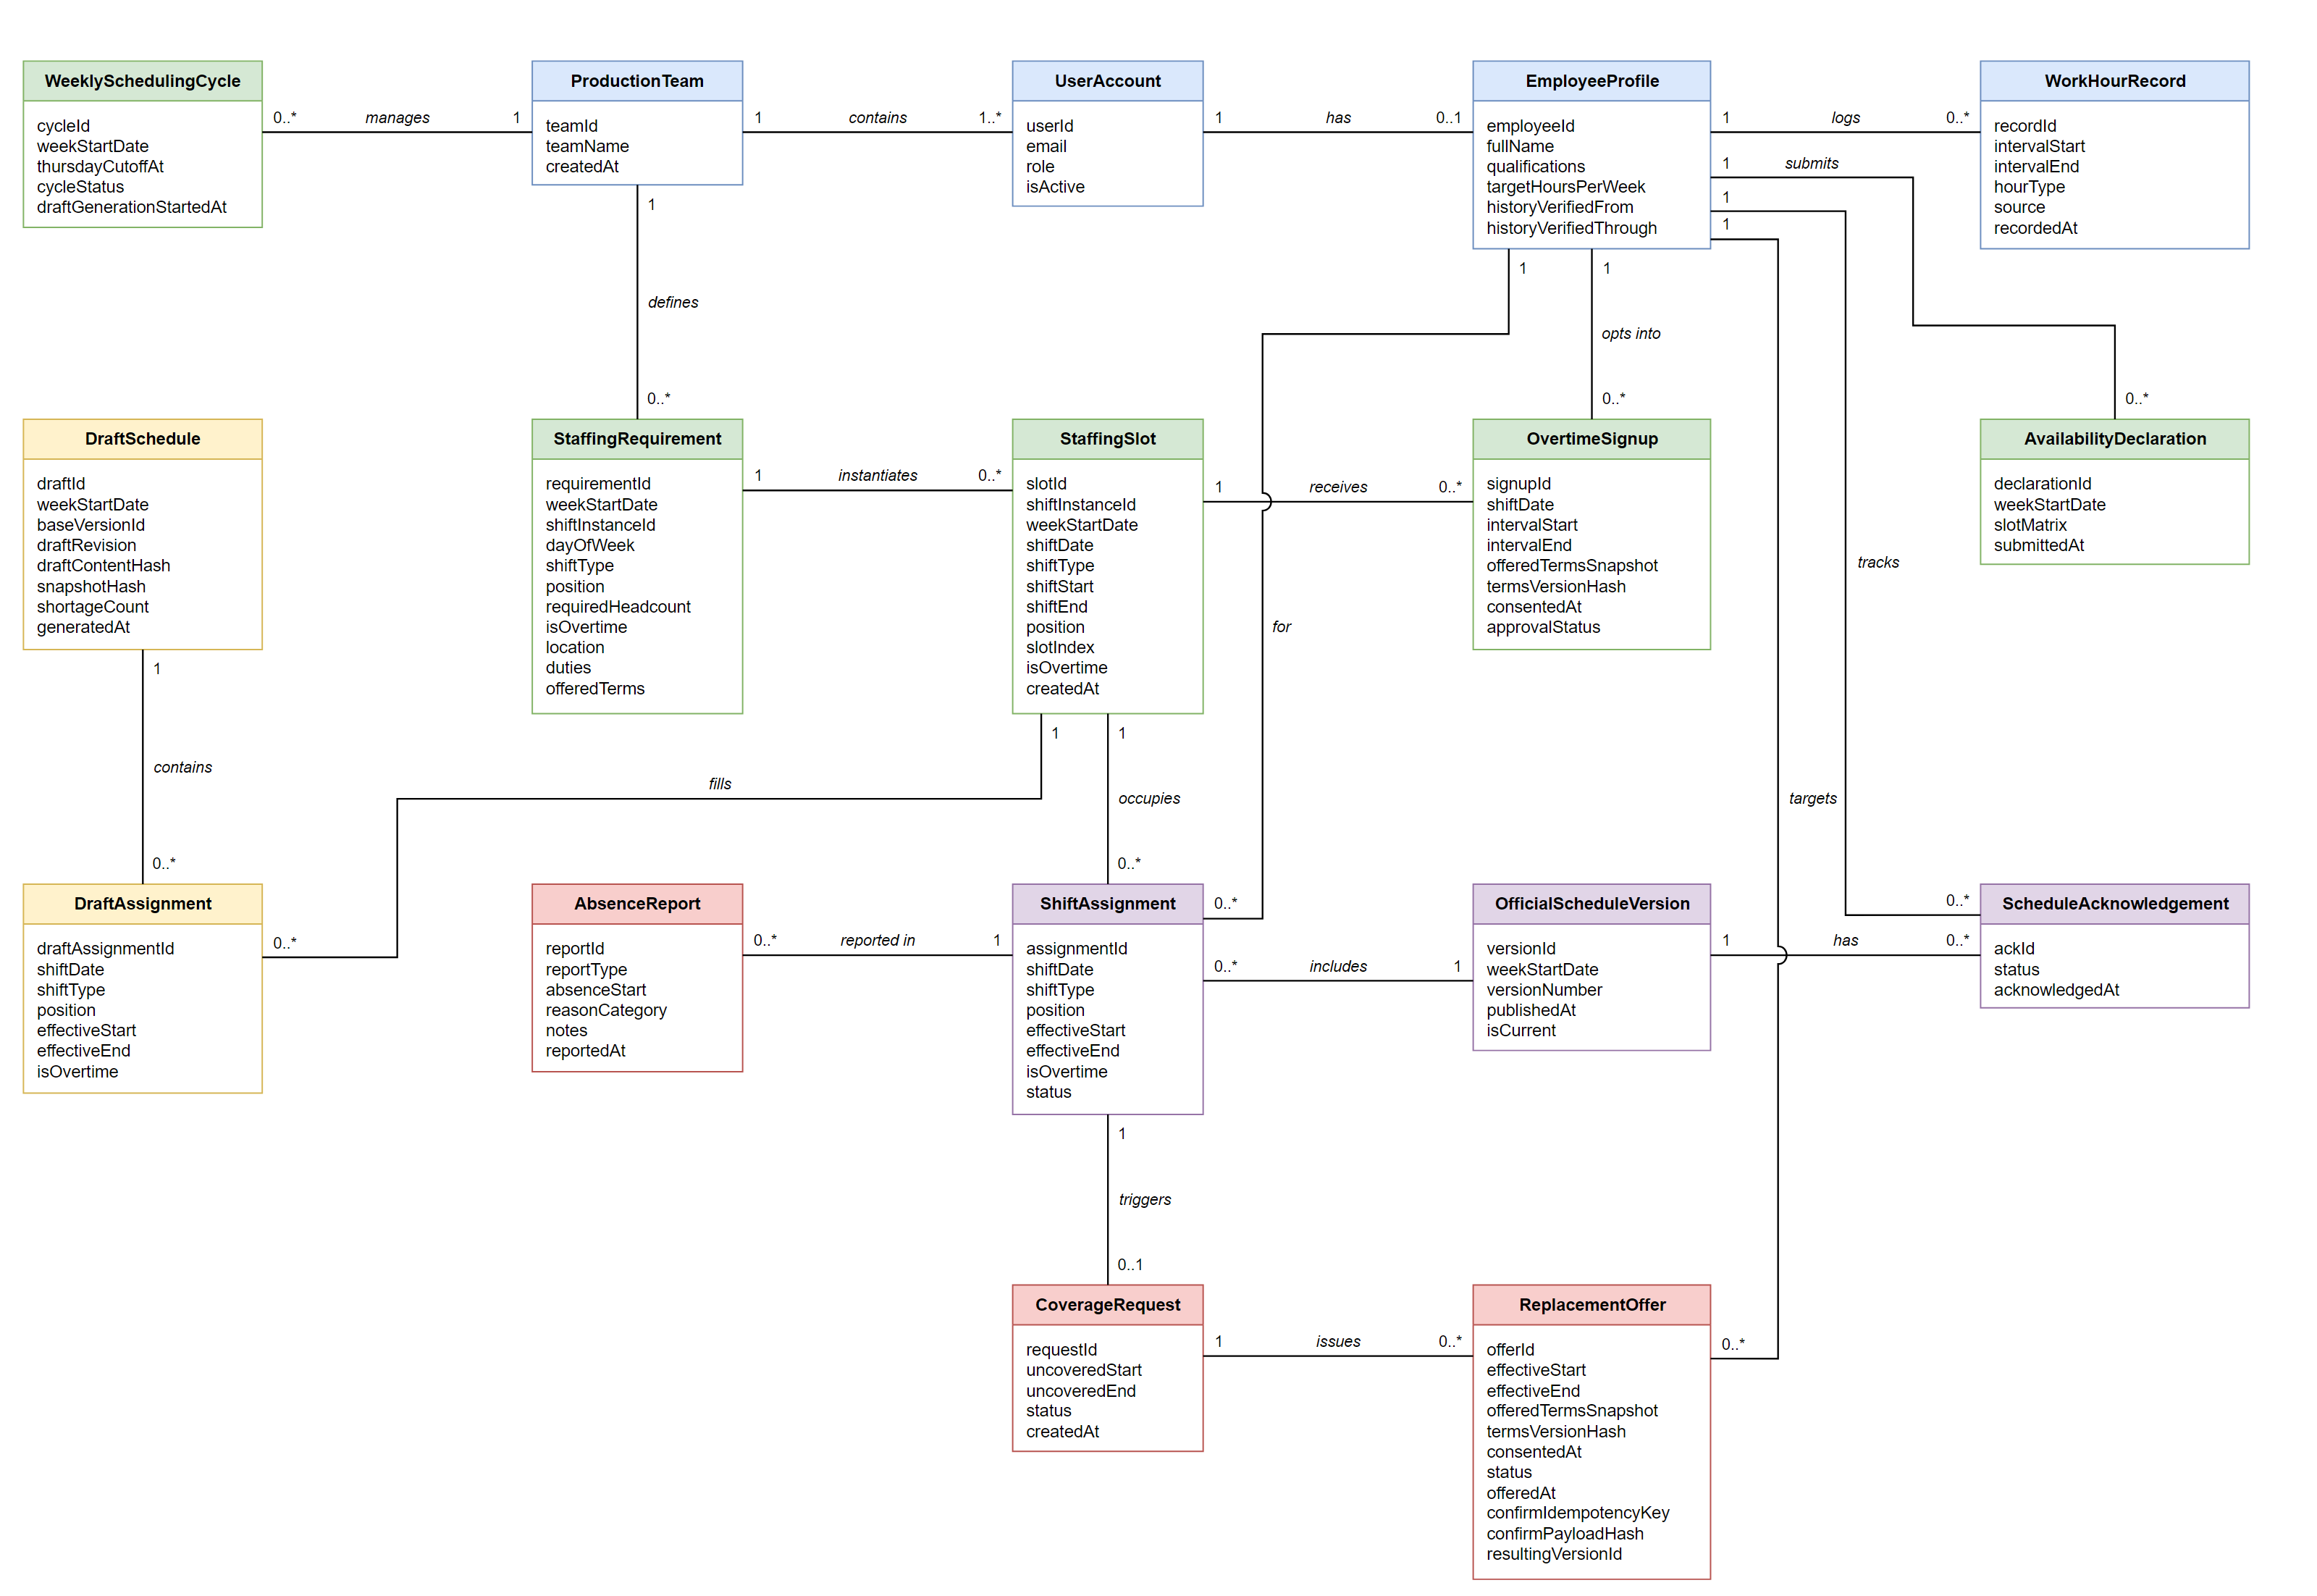 WeeklySchedulingCycle
cycleId
weekStartDate
thursdayCutoffAt
cycleStatus
draftGenerationStartedAt
0..*
manages
1
ProductionTeam
teamId
teamName
createdAt
1
contains
1..*
UserAccount
userId
email
role
isActive
1
has
0..1
EmployeeProfile
employeeId
fullName
qualifications
targetHoursPerWeek
historyVerifiedFrom
historyVerifiedThrough
1
logs
0..*
1
submits
1
1
WorkHourRecord
recordId
intervalStart
intervalEnd
hourType
source
recordedAt
1
defines
0..*
1
1
opts into
0..*
0..*
DraftSchedule
draftId
weekStartDate
baseVersionId
draftRevision
draftContentHash
snapshotHash
shortageCount
generatedAt
StaffingRequirement
requirementId
weekStartDate
shiftInstanceId
dayOfWeek
shiftType
position
requiredHeadcount
isOvertime
location
duties
offeredTerms
1
instantiates
0..*
StaffingSlot
slotId
shiftInstanceId
weekStartDate
shiftDate
shiftType
shiftStart
shiftEnd
position
slotIndex
isOvertime
createdAt
1
receives
0..*
for
OvertimeSignup
signupId
shiftDate
intervalStart
intervalEnd
offeredTermsSnapshot
termsVersionHash
consentedAt
approvalStatus
tracks
AvailabilityDeclaration
declarationId
weekStartDate
slotMatrix
submittedAt
1
contains
0..*
fills
1
1
occupies
0..*
targets
DraftAssignment
draftAssignmentId
shiftDate
shiftType
position
effectiveStart
effectiveEnd
isOvertime
0..*
AbsenceReport
reportId
reportType
absenceStart
reasonCategory
notes
reportedAt
0..*
reported in
1
ShiftAssignment
assignmentId
shiftDate
shiftType
position
effectiveStart
effectiveEnd
isOvertime
status
0..*
0..*
includes
1
OfficialScheduleVersion
versionId
weekStartDate
versionNumber
publishedAt
isCurrent
1
has
0..*
0..*
ScheduleAcknowledgement
ackId
status
acknowledgedAt
1
triggers
0..1
CoverageRequest
requestId
uncoveredStart
uncoveredEnd
status
createdAt
1
issues
0..*
ReplacementOffer
offerId
effectiveStart
effectiveEnd
offeredTermsSnapshot
termsVersionHash
consentedAt
status
offeredAt
confirmIdempotencyKey
confirmPayloadHash
resultingVersionId
0..*